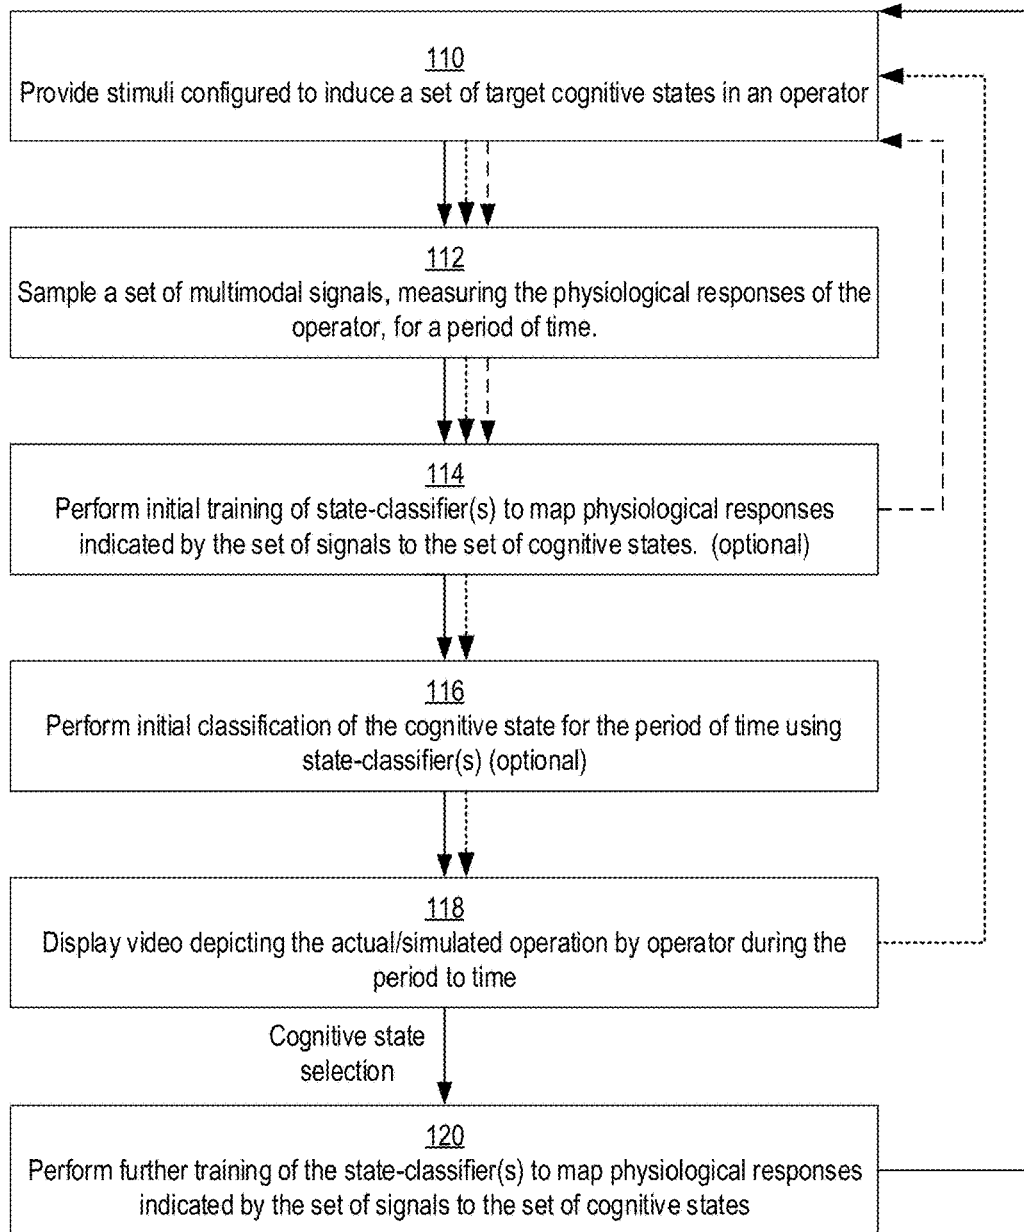 110
Provide stimuli configured to induce a set of target cognitive states in an operator
112
Sample a set of multimodal signals, measuring the physiological responses of the
operator, for a period of time.
114
Perform initial training of state-classifier(s) to map physiological responses
indicated by the set of signals to the set of cognitive states.  (optional)
116
Perform initial classification of the cognitive state for the period of time using
state-classifier(s) (optional)
118
Display video depicting the actual/simulated operation by operator during the
period to time
Cognitive state
selection
120
Perform further training of the state-classifier(s) to map physiological responses
indicated by the set of signals to the set of cognitive states